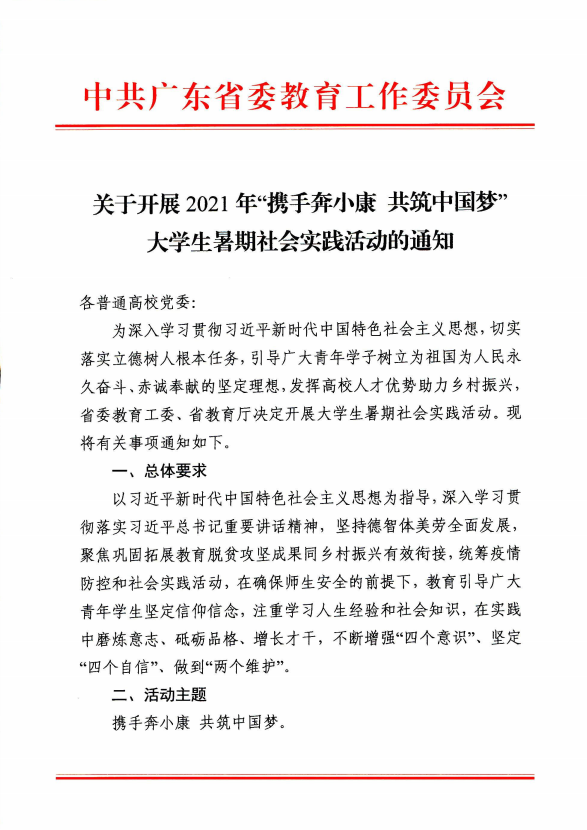 中共广东省委教育工作委员会
关于开展 2021 年“携手奔小康 共筑中国梦”
大学生暑期社会实践活动的通知
各普通高校党委:
为深入学习贯彻习近平新时代中国特色社会主义思想,切实
落实立德树人根本任务,引导广大青年学子树立为祖国为人民永
久奋斗、赤诚奉献的坚定理想,发挥高校人才优势助力乡村振兴,
省委教育工委、省教育厅决定开展大学生暑期社会实践活动。现
将有关事项通知如下。
一、总体要求
以习近平新时代中国特色社会主义思想为指导,深入学习贯
彻落实习近平总书记重要讲话精神，坚持德智体美劳全面发展,
聚焦巩固拓展教育脱贫攻坚成果同乡村振兴有效衔接,统筹疫情
防控和社会实践活动，在确保师生安全的前提下，教育引导广大
青年学生坚定信仰信念，注重学习人生经验和社会知识，在实践
中磨炼意志、砥砺品格、增长才干，不断增强“四个意识”、坚定
“四个自信”、做到“两个维护”。
二、活动主题
携手奔小康 共筑中国梦。